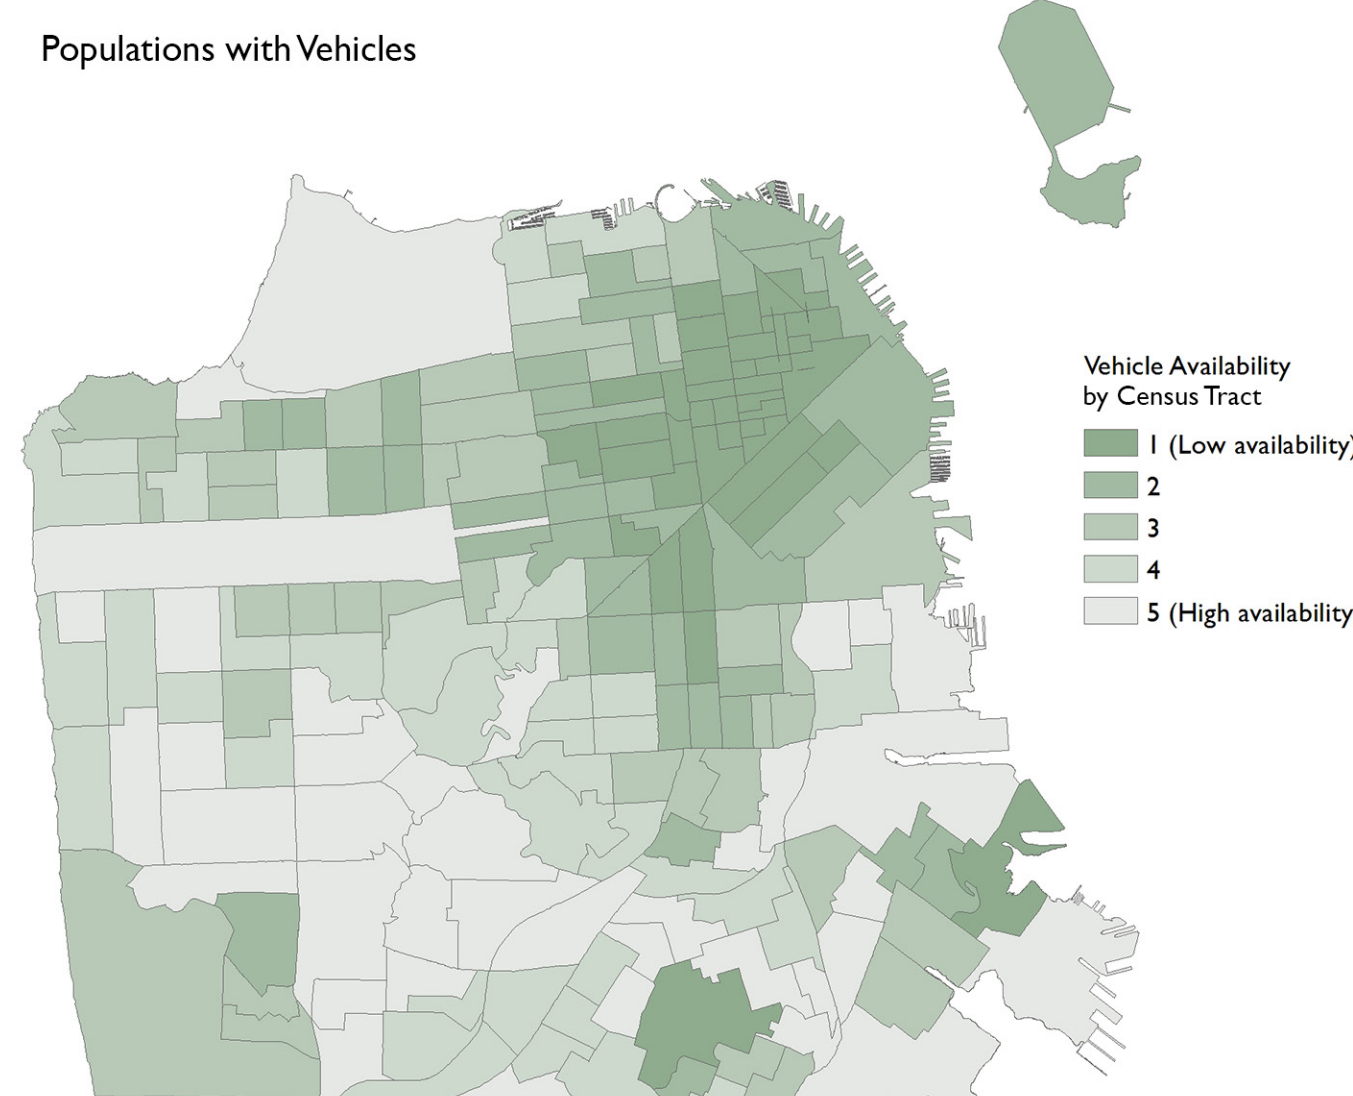 Populations with Vehicles
Vehicle Availability
by Census Tract
1 (Low availability)
2
3
4
5 (High availability